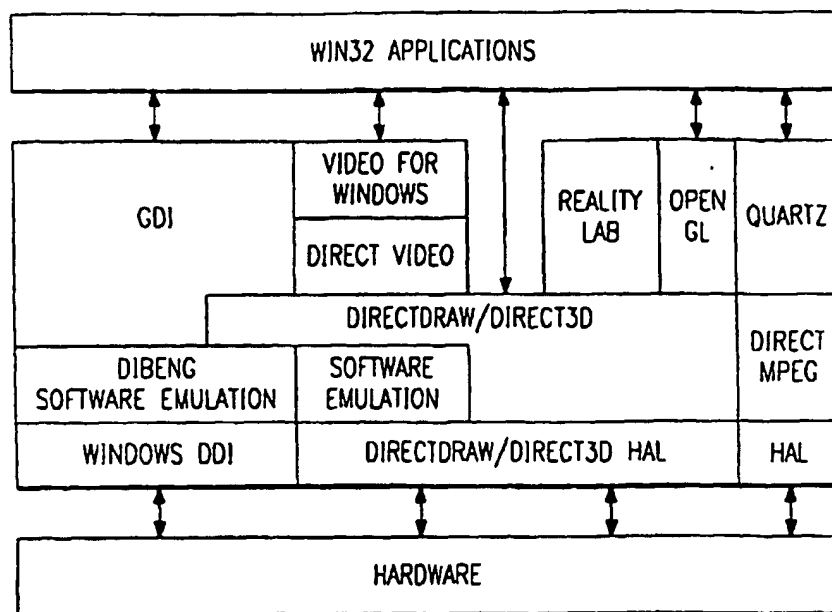 WIN32 APPLICATIONS
GDI
VIDEO FOR
WINDOWS
DIRECT VIDEO
REALITY
LAB
OPEN
GL
QUARTZ
DIRECTDRAW/DIRECT3D
DIRECT
MPEG
DIBENG
SOFTWARE EMULATION
SOFTWARE
EMULATION
WINDOWS DDI
DIRECTDRAW/DIRECT3D HAL
HAL
HARDWARE